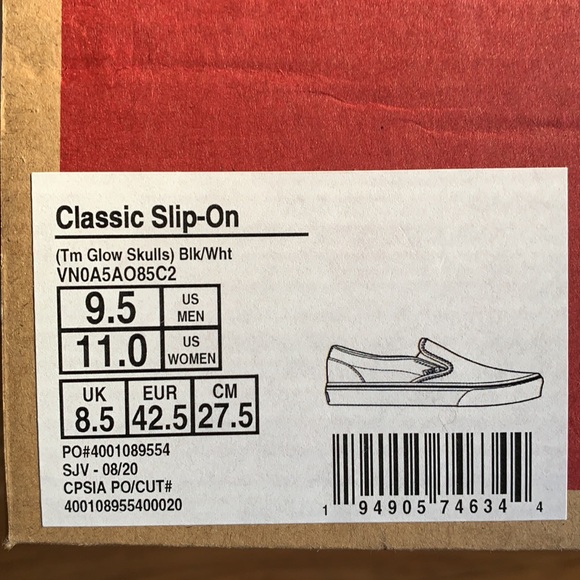 Classic Slip-On
(Tm Glow Skulls) Blk/Wht
VN0A5AO85C2
9.5 US MEN
11.0 US WOMEN
UK 8.5 EUR 42.5 CM 27.5
PO#4001089554
SJV - 08/20
CPSIA PO/CUT#
400108955400020
1 94905 74634 4